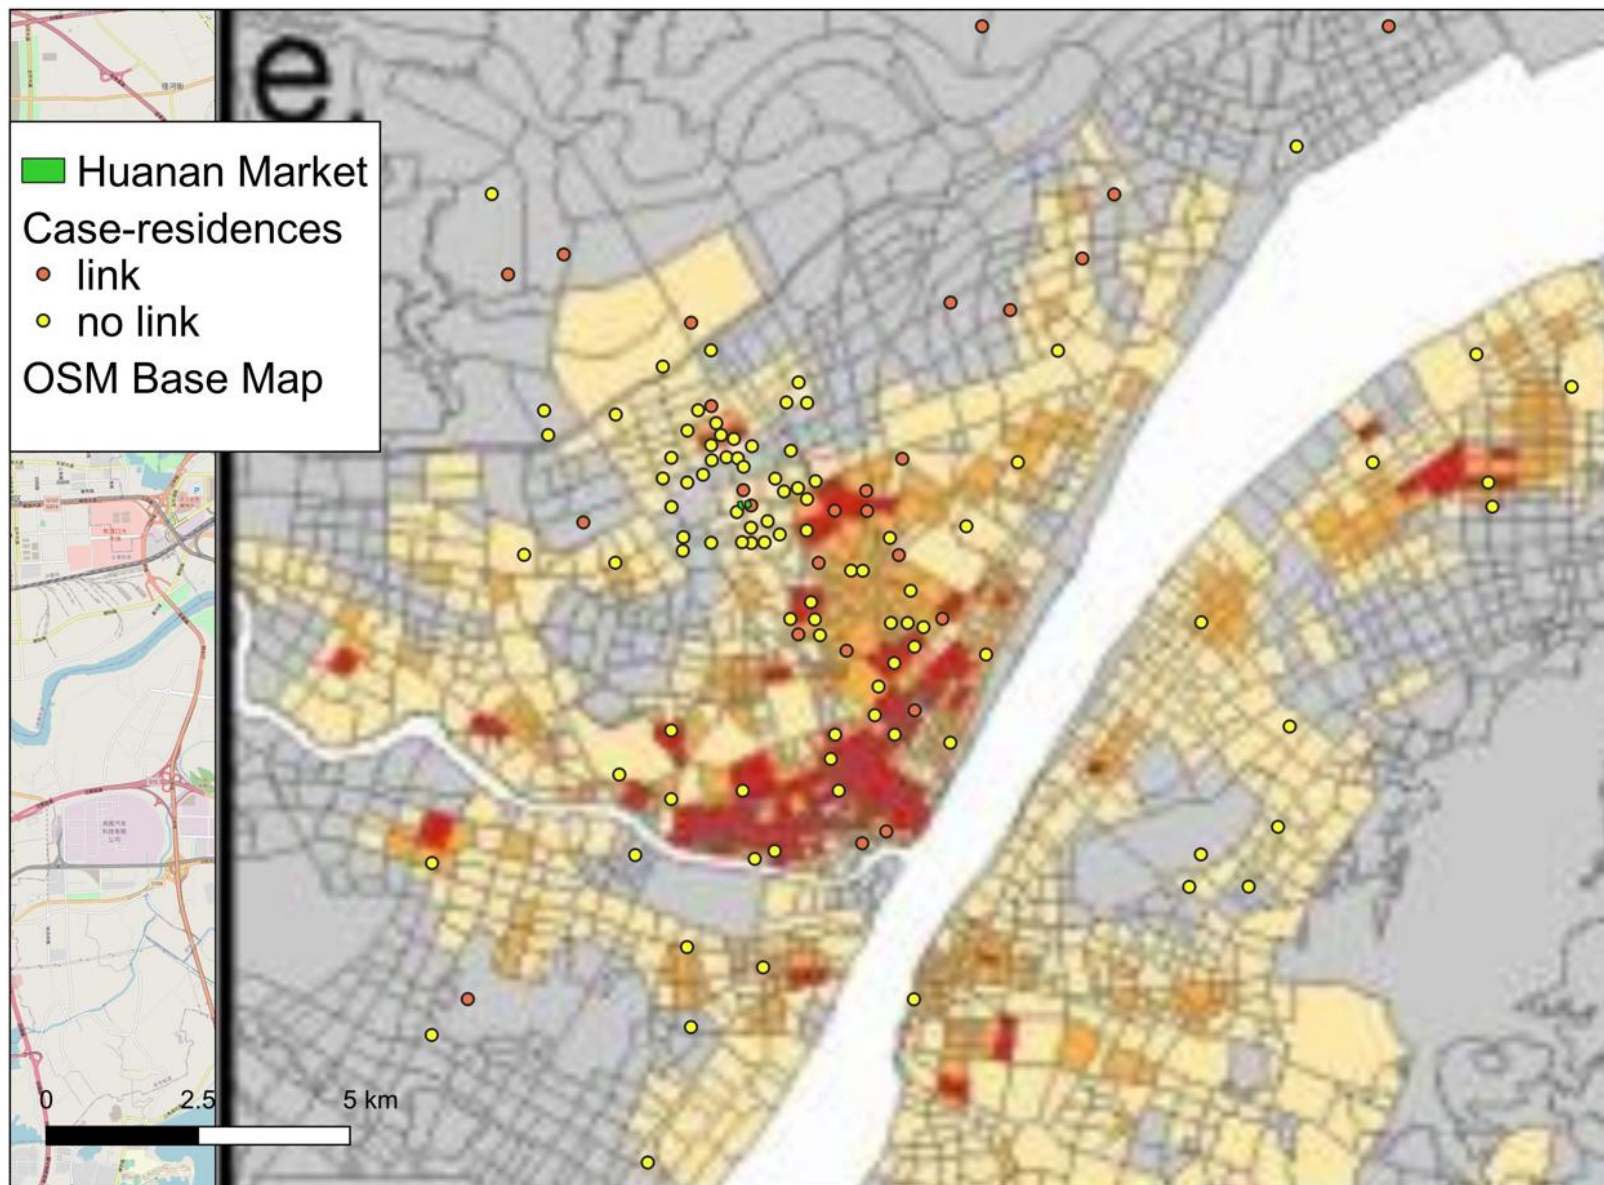 e.
Huanan Market
Case-residences
link
no link
OSM Base Map
0 2.5 5 km